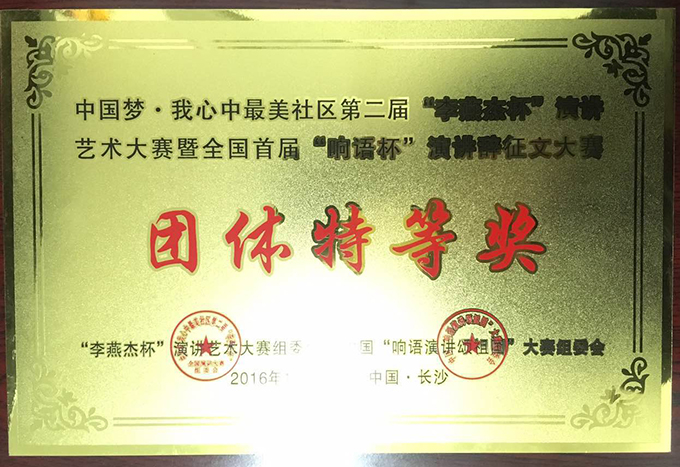 中国梦·我心中最美社区第二届“李燕杰杯”演讲
艺术大赛暨全国首届“响语杯”演讲辞征文大赛
团体特等奖
“李燕杰杯”演讲艺术大赛组委 国“响语演讲颂祖国”大赛组委会
2016年 中国·长沙